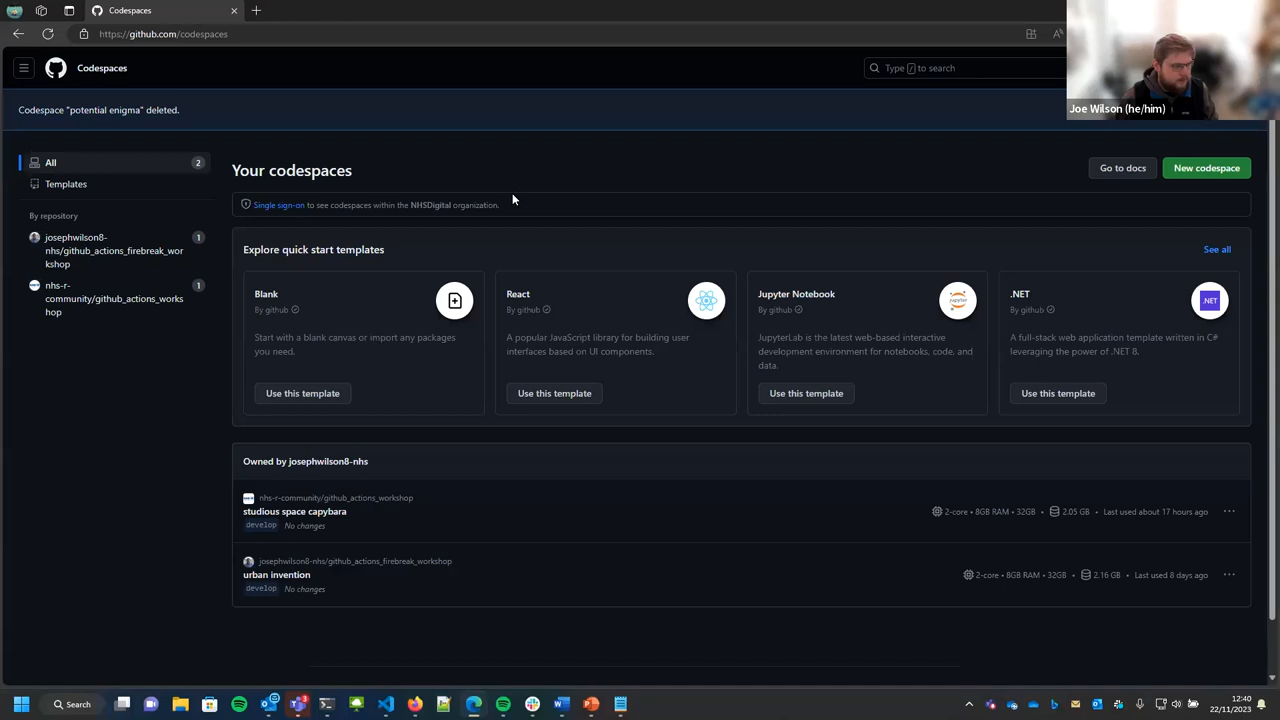 Codespaces
https://github.com/codespaces
Codespaces
Type / to search
Joe Wilson (he/him)
Codespace "potential enigma" deleted.
All 2
Templates
By repository
josephwilson8-
nhs/github_actions_firebreak_wor
kshop
1
nhs-r-
community/github_actions_works
hop
1
Your codespaces
Go to docs
New codespace
Single sign-on to see codespaces within the NHSDigital organization.
Explore quick start templates
See all
Blank
By github
Start with a blank canvas or import any packages
you need.
Use this template
React
By github
A popular JavaScript library for building user
interfaces based on UI components.
Use this template
Jupyter Notebook
By github
JupyterLab is the latest web-based interactive
development environment for notebooks, code, and
data.
Use this template
.NET
By github
A full-stack web application template written in C#
leveraging the power of .NET 8.
Use this template
Owned by josephwilson8-nhs
nhs-r-community/github_actions_workshop
studious space capybara
develop No changes
2-core • 8GB RAM • 32GB • 2.05 GB • Last used about 17 hours ago
josephwilson8-nhs/github_actions_firebreak_workshop
urban invention
develop No changes
2-core • 8GB RAM • 32GB • 2.16 GB • Last used 8 days ago
Search
12:40
22/11/2023